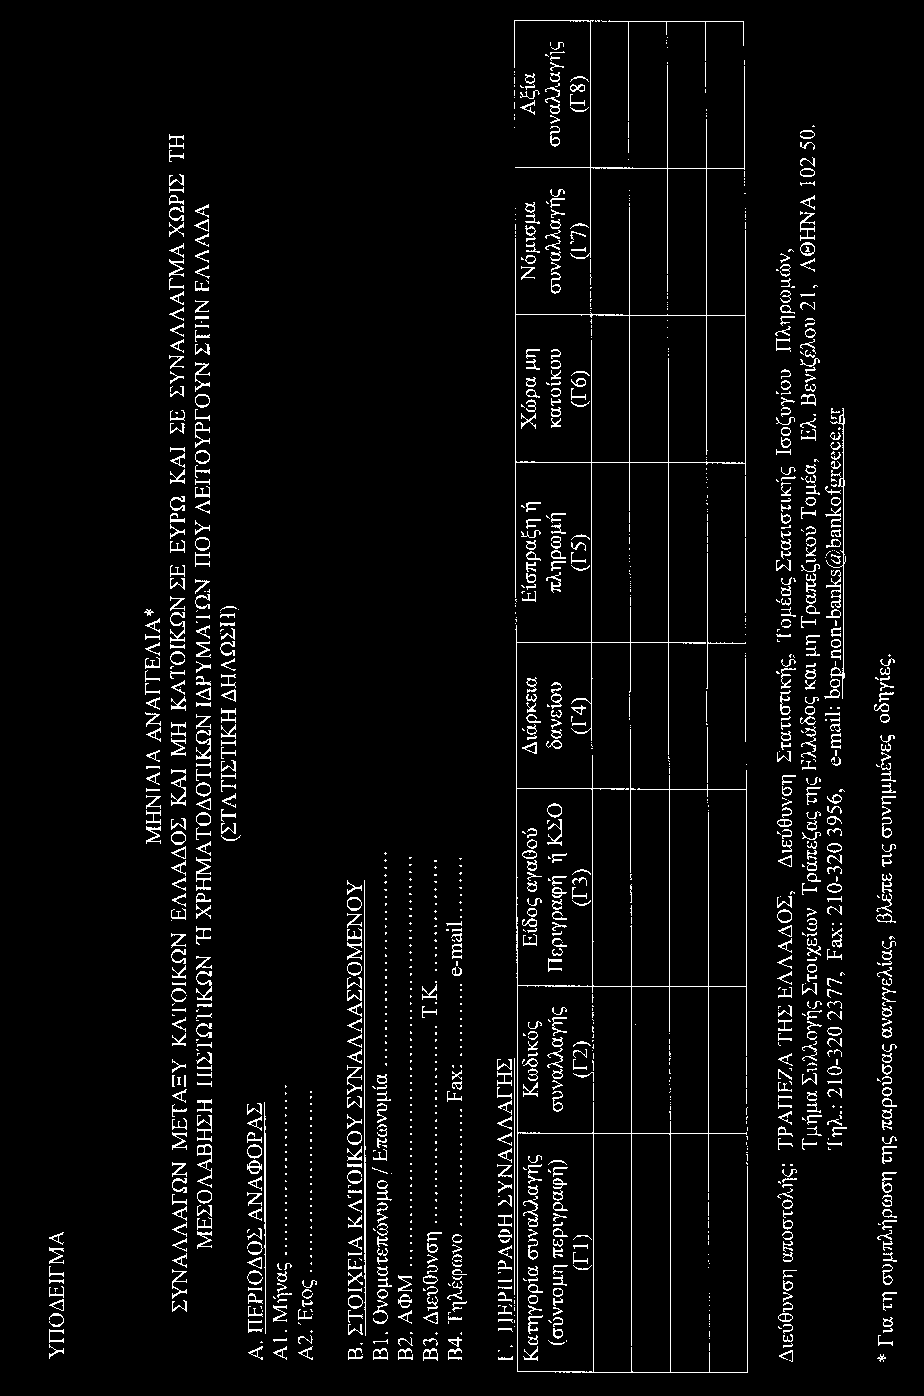 ΥΠΟΔΕΙΓΜΑ
ΜΗΝΙΑΙΑ ΑΝΑΓΓΕΛΙΑ*
ΣΥΝΑΛΛΑΓΩΝ ΜΕΤΑΞΥ ΚΑΤΟΙΚΩΝ ΕΛΛΑΔΟΣ ΚΑΙ ΜΗ ΚΑΤΟΙΚΩΝ ΣΕ ΕΥΡΩ ΚΑΙ ΣΕ ΣΥΝΑΛΛΑΓΜΑ ΧΩΡΙΣ ΤΗ
ΜΕΣΟΛΑΒΗΣΗ ΠΙΣΤΩΤΙΚΩΝ Ή ΧΡΗΜΑΤΟΔΟΤΙΚΩΝ ΙΔΡΥΜΑΤΩΝ ΠΟΥ ΛΕΙΤΟΥΡΓΟΥΝ ΣΤΗΝ ΕΛΛΑΔΑ
(ΣΤΑΤΙΣΤΙΚΗ ΔΗΛΩΣΗ)
Α. ΠΕΡΙΟΔΟΣ ΑΝΑΦΟΡΑΣ
Α1. Μήνας ....................
Α2. Έτος ......................
Β. ΣΤΟΙΧΕΙΑ ΚΑΤΟΙΚΟΥ ΣΥΝΑΛΛΑΣΣΟΜΕΝΟΥ
Β1. Ονοματεπώνυμο / Επωνυμία ..............................
Β2. ΑΦΜ ..........................................................
Β3. Διεύθυνση ............................ Τ.Κ. ..................
Β4. Τηλέφωνο .................. Fax: ............... e-mail..........
Γ. ΠΕΡΙΓΡΑΦΗ ΣΥΝΑΛΛΑΓΗΣ
Κατηγορία συναλλαγής (σύντομη περιγραφή) (Γ1)
Κωδικός συναλλαγής (Γ2)
Είδος αγαθού Περιγραφή ή ΚΣΟ (Γ3)
Διάρκεια δανείου (Γ4)
Είσπραξη ή πληρωμή (Γ5)
Χώρα μη κατοίκου (Γ6)
Νόμισμα συναλλαγής (Γ7)
Αξία συναλλαγής (Γ8)
Διεύθυνση αποστολής: ΤΡΑΠΕΖΑ ΤΗΣ ΕΛΛΑΔΟΣ, Διεύθυνση Στατιστικής, Τομέας Στατιστικής Ισοζυγίου Πληρωμών,
Τμήμα Συλλογής Στοιχείων Τράπεζας της Ελλάδος και μη Τραπεζικού Τομέα, Ελ. Βενιζέλου 21, ΑΘΗΝΑ 102 50,
Τηλ.: 210-320 2377, Fax: 210-320 3956, e-mail: bop-non-banks@bankofgreece.gr
* Για τη συμπλήρωση της παρούσας αναγγελίας, βλέπε τις συνημμένες οδηγίες.